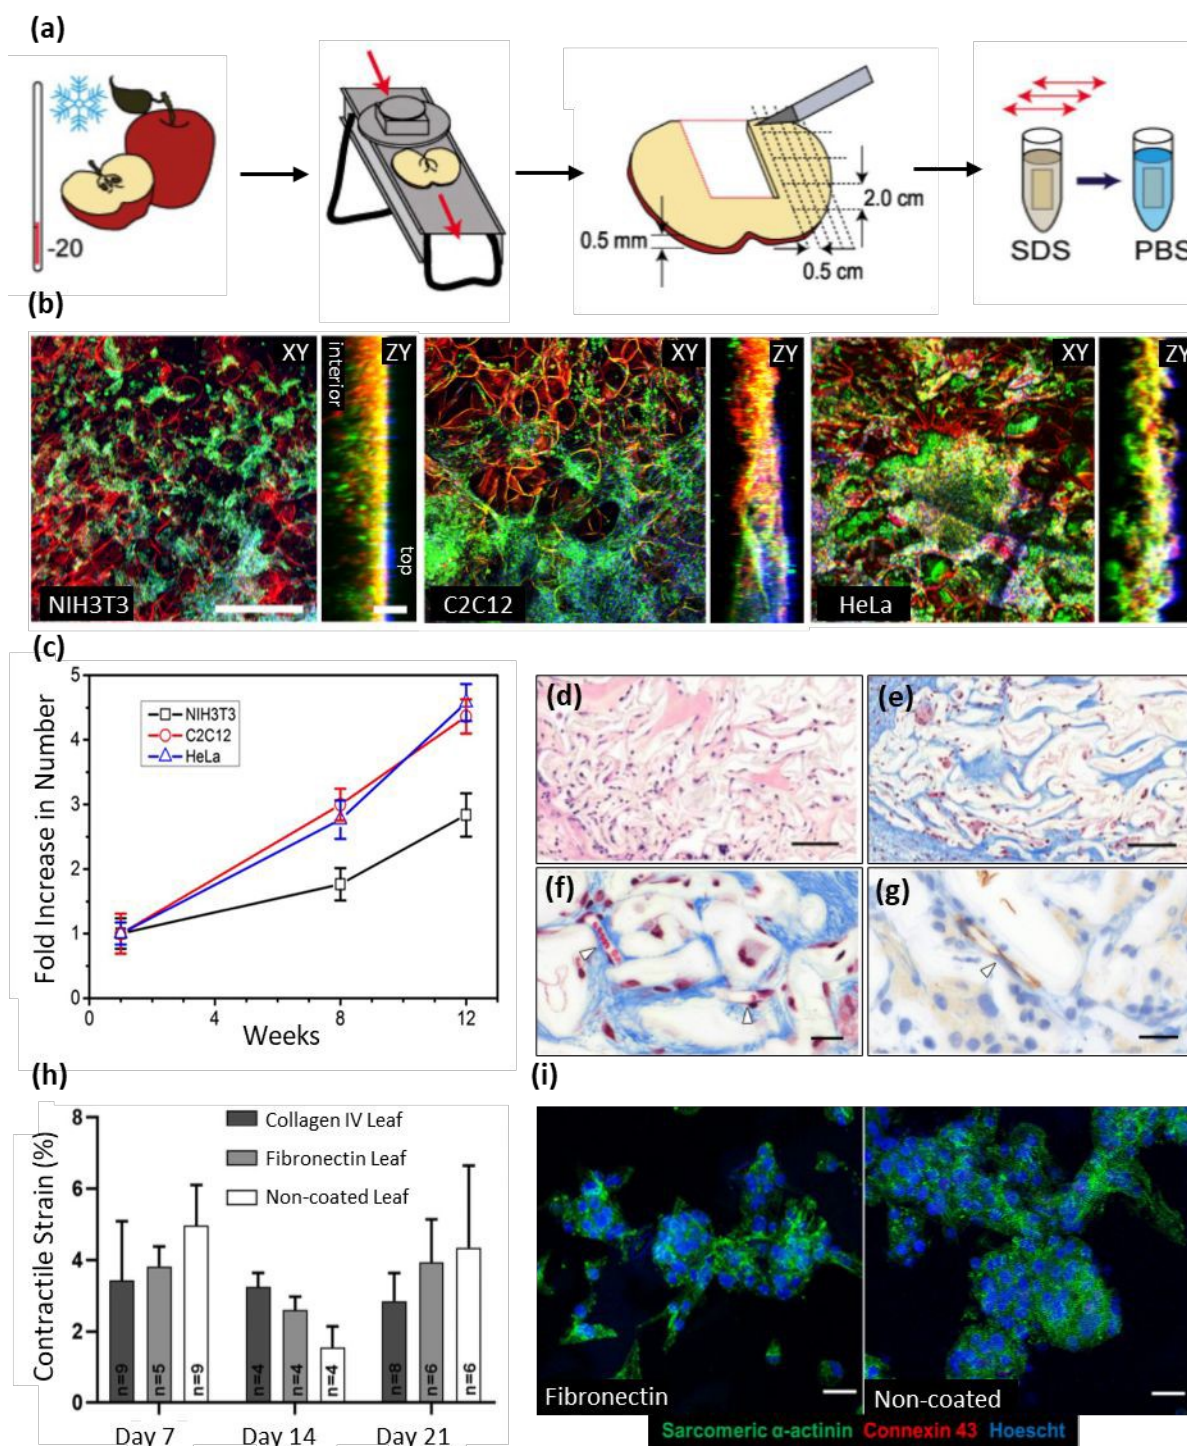 (a)
-20
0.5 mm
2.0 cm
0.5 cm
SDS
PBS
(b)
XY
interior
ZY
top
NIH3T3
XY
ZY
C2C12
XY
ZY
HeLa
(c)
Fold Increase in Number
5
4
3
2
1
0
NIH3T3
C2C12
HeLa
0
4
8
12
Weeks
(d)
(e)
(f)
(g)
(h)
Contractile Strain (%)
8
6
4
2
0
Collagen IV Leaf
Fibronectin Leaf
Non-coated Leaf
n=9
n=5
n=9
n=4
n=4
n=4
n=8
n=6
n=6
Day 7
Day 14
Day 21
(i)
Fibronectin
Non-coated
Sarcomeric α-actinin Connexin 43 Hoescht